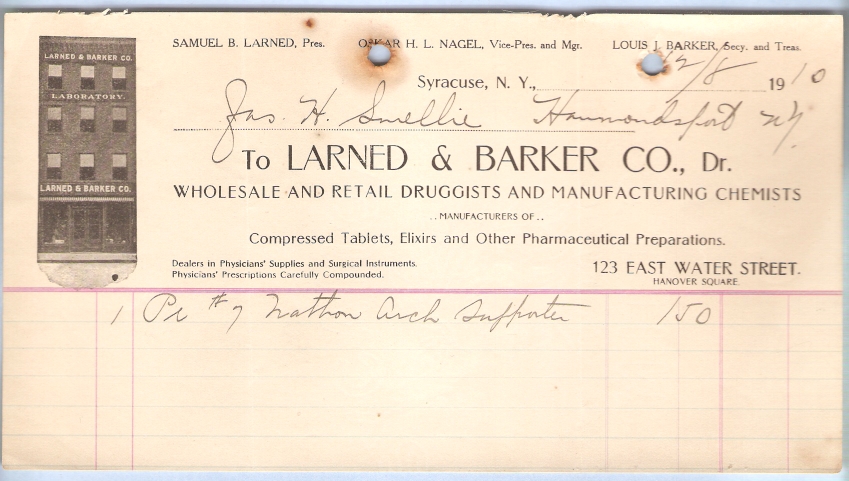 SAMUEL B. LARNED, Pres. OSKAR H. L. NAGEL, Vice-Pres. and Mgr. LOUIS J. BARKER, Secy. and Treas.
LARNED & BARKER CO.
LABORATORY.
LARNED & BARKER CO.
Syracuse, N. Y., 12/8 1910
Jas. H. Smellie Hammondsport NY.
To LARNED & BARKER CO., Dr.
WHOLESALE AND RETAIL DRUGGISTS AND MANUFACTURING CHEMISTS
..MANUFACTURERS OF..
Compressed Tablets, Elixirs and Other Pharmaceutical Preparations.
Dealers in Physicians' Supplies and Surgical Instruments.
Physicians' Prescriptions Carefully Compounded.
123 EAST WATER STREET.
HANOVER SQUARE.
1 Pr #7 Nathon Arch Supporter 150